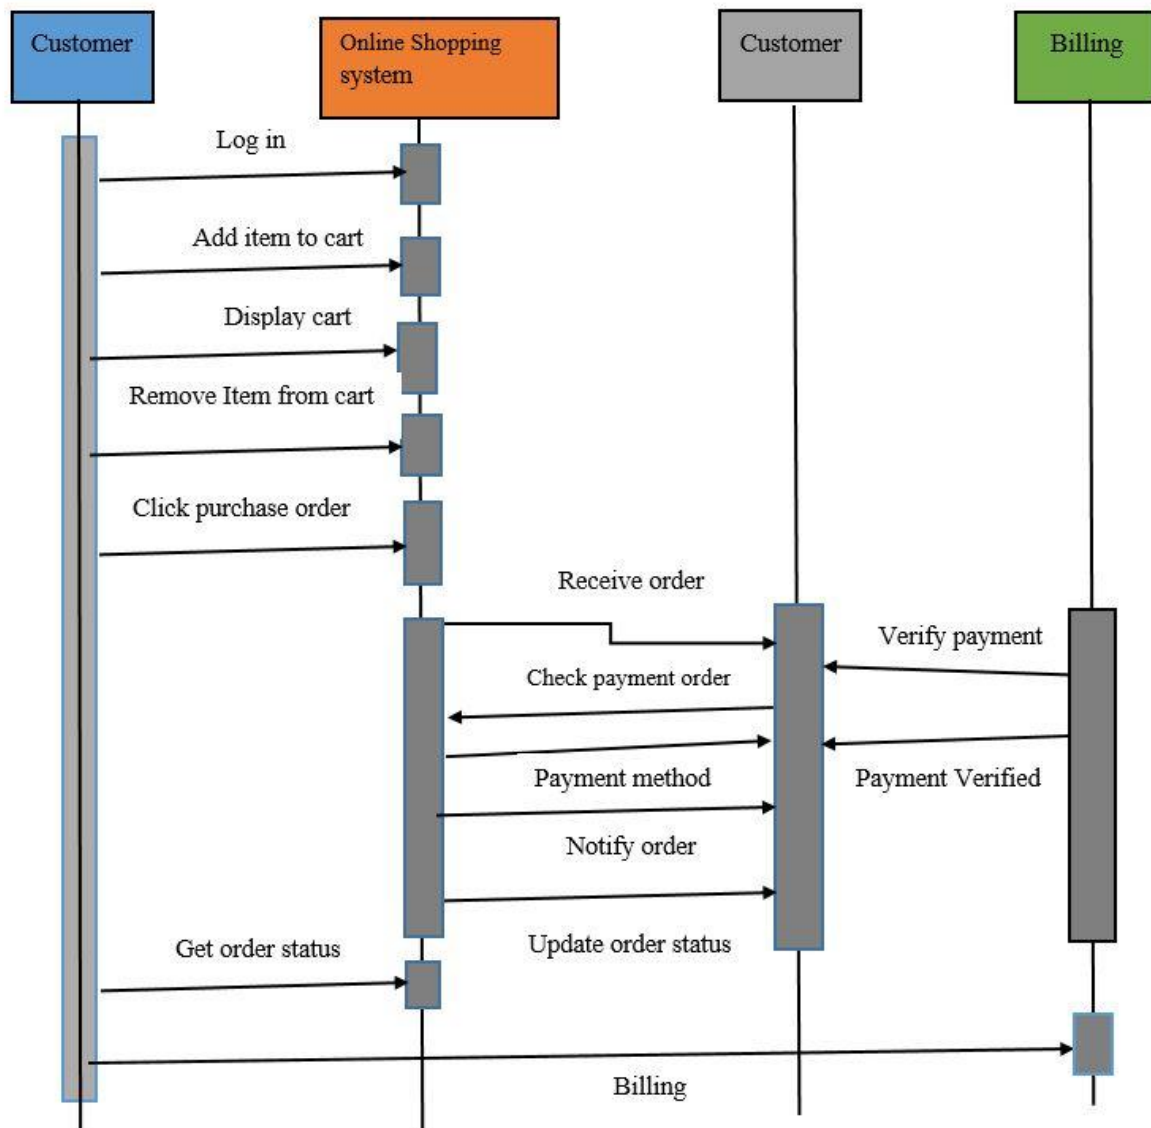 Customer
Online Shopping
system
Customer
Billing
Log in
Add item to cart
Display cart
Remove Item from cart
Click purchase order
Receive order
Verify payment
Check payment order
Payment method
Payment Verified
Notify order
Update order status
Get order status
Billing